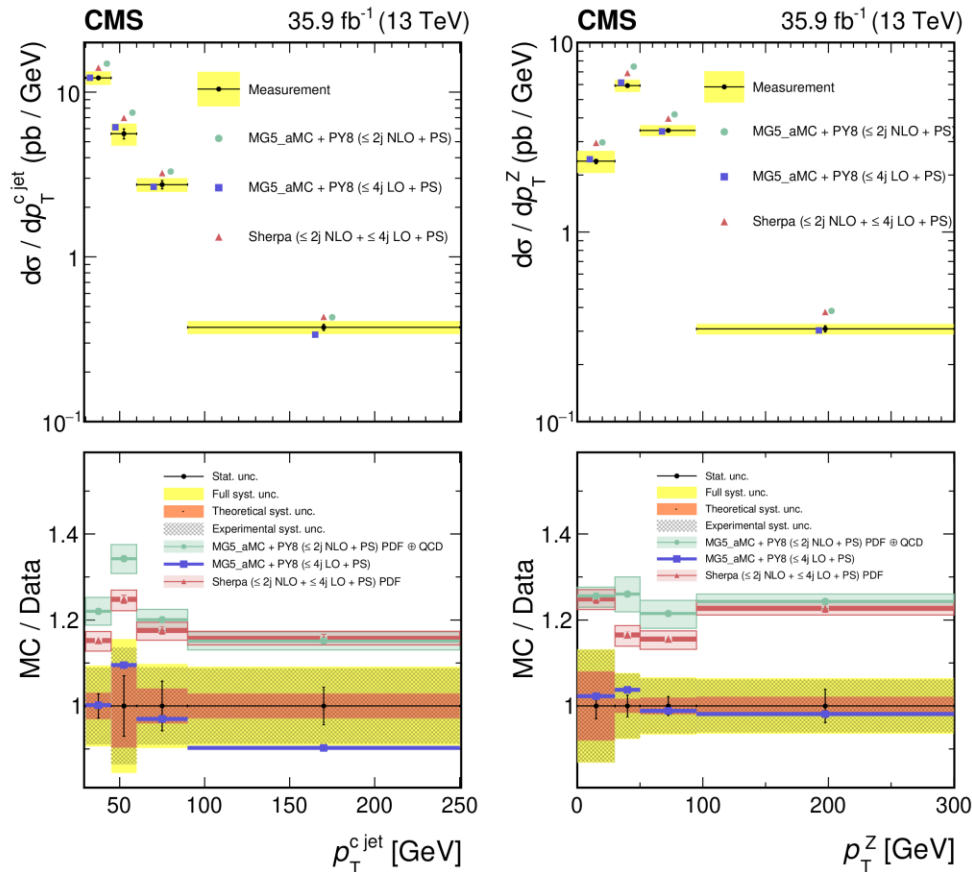 CMS 35.9 fb⁻¹ (13 TeV)
dσ / dp_T^{c jet} (pb / GeV)
10
1
10⁻¹
Measurement
MG5_aMC + PY8 (≤ 2j NLO + PS)
MG5_aMC + PY8 (≤ 4j LO + PS)
Sherpa (≤ 2j NLO + ≤ 4j LO + PS)
MC / Data
1.4
1.2
1
Stat. unc.
Full syst. unc.
Theoretical syst. unc.
Experimental syst. unc.
MG5_aMC + PY8 (≤ 2j NLO + PS) PDF ⊕ QCD
MG5_aMC + PY8 (≤ 4j LO + PS)
Sherpa (≤ 2j NLO + ≤ 4j LO + PS) PDF
50 100 150 200 250
p_T^{c jet} [GeV]
CMS 35.9 fb⁻¹ (13 TeV)
dσ / dp_T^Z (pb / GeV)
10
1
10⁻¹
Measurement
MG5_aMC + PY8 (≤ 2j NLO + PS)
MG5_aMC + PY8 (≤ 4j LO + PS)
Sherpa (≤ 2j NLO + ≤ 4j LO + PS)
MC / Data
1.4
1.2
1
Stat. unc.
Full syst. unc.
Theoretical syst. unc.
Experimental syst. unc.
MG5_aMC + PY8 (≤ 2j NLO + PS) PDF ⊕ QCD
MG5_aMC + PY8 (≤ 4j LO + PS)
Sherpa (≤ 2j NLO + ≤ 4j LO + PS) PDF
0 50 100 150 200 250 300
p_T^Z [GeV]